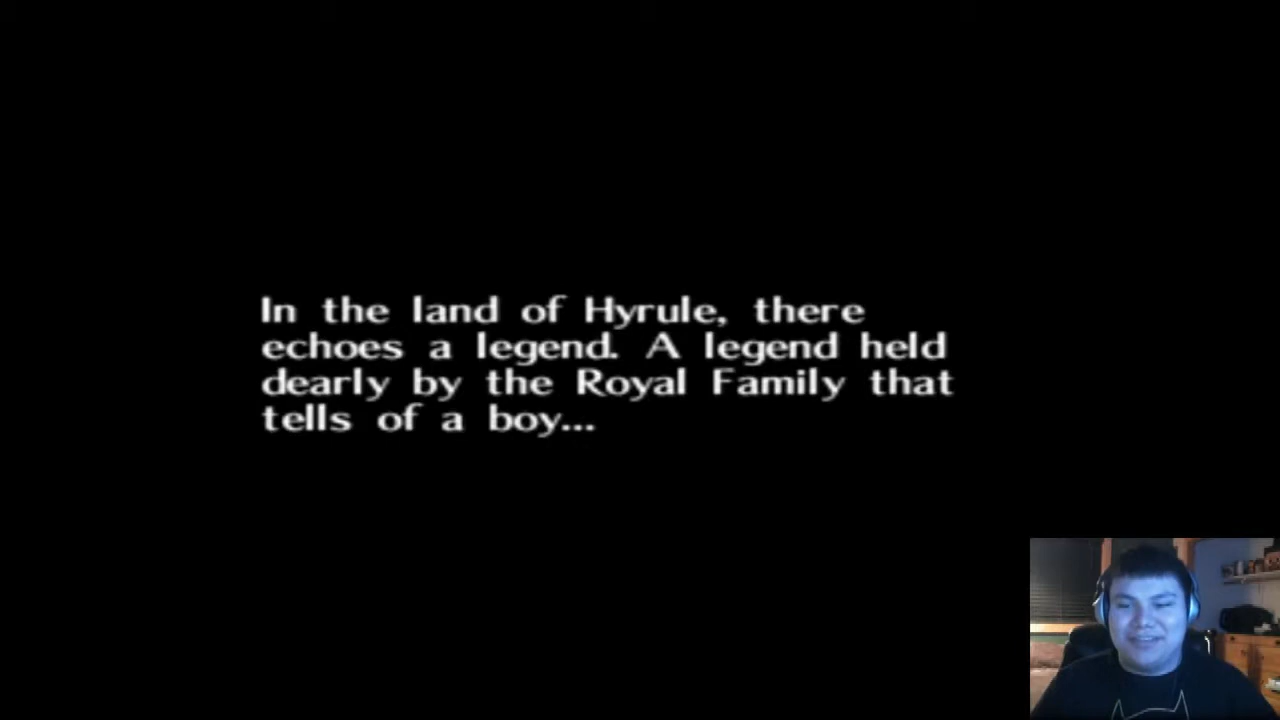 In the land of Hyrule, there
echoes a legend. A legend held
dearly by the Royal Family that
tells of a boy...